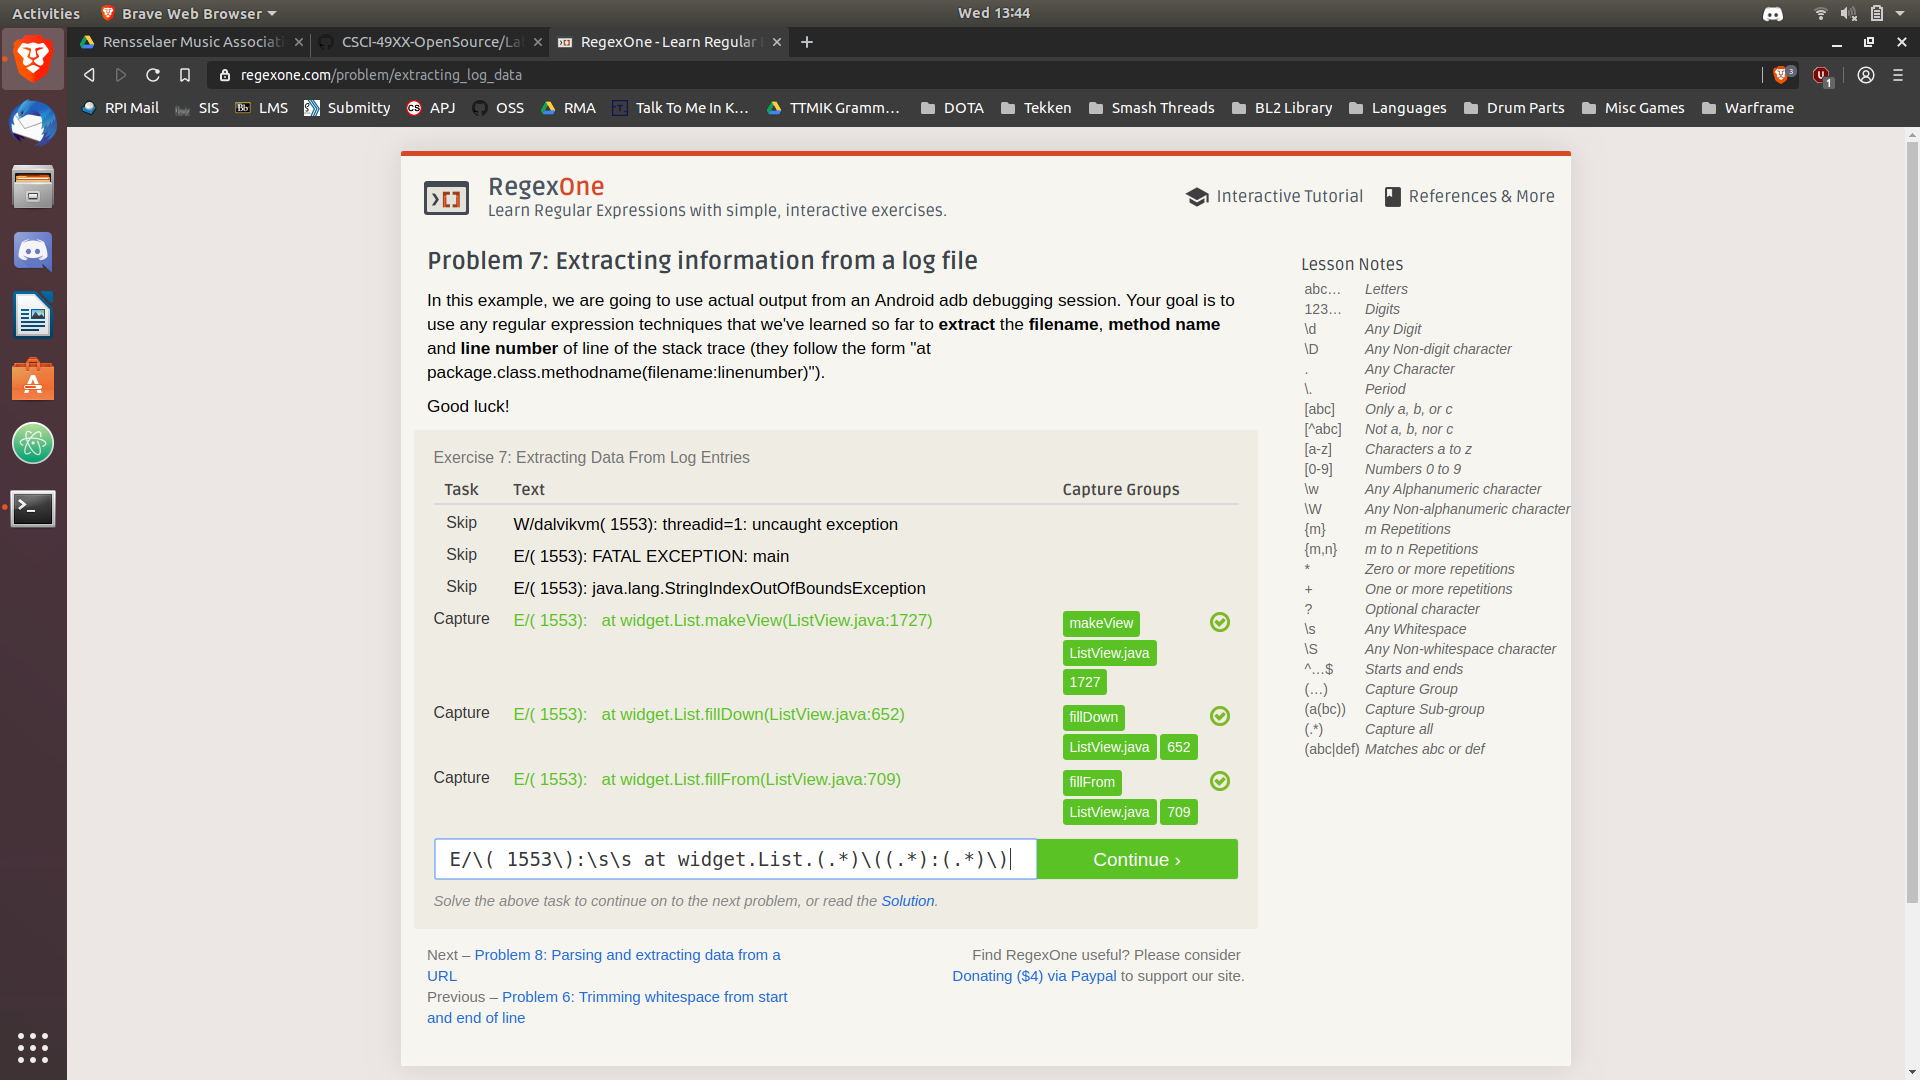 Activities
Brave Web Browser
Wed 13:44
Rensselaer Music Associati
CSCI-49XX-OpenSource/La
RegexOne - Learn Regular
regexone.com/problem/extracting_log_data
3
1
RPI Mail
SIS
LMS
Submitty
APJ
OSS
RMA
Talk To Me In K...
TTMIK Gramm...
DOTA
Tekken
Smash Threads
BL2 Library
Languages
Drum Parts
Misc Games
Warframe
RegexOne
Learn Regular Expressions with simple, interactive exercises.
Interactive Tutorial
References & More
Problem 7: Extracting information from a log file
In this example, we are going to use actual output from an Android adb debugging session. Your goal is to
use any regular expression techniques that we've learned so far to extract the filename, method name
and line number of line of the stack trace (they follow the form "at
package.class.methodname(filename:linenumber)").
Good luck!
Exercise 7: Extracting Data From Log Entries
Task Text Capture Groups
Skip W/dalvikvm( 1553): threadid=1: uncaught exception
Skip E/( 1553): FATAL EXCEPTION: main
Skip E/( 1553): java.lang.StringIndexOutOfBoundsException
Capture E/( 1553):   at widget.List.makeView(ListView.java:1727) makeView
ListView.java
1727
Capture E/( 1553):   at widget.List.fillDown(ListView.java:652) fillDown
ListView.java 652
Capture E/( 1553):   at widget.List.fillFrom(ListView.java:709) fillFrom
ListView.java 709
E/\( 1553\):\s\s at widget.List.(.*)\((.*):(.*)\)
Continue ›
Solve the above task to continue on to the next problem, or read the Solution.
Next – Problem 8: Parsing and extracting data from a
URL
Previous – Problem 6: Trimming whitespace from start
and end of line
Find RegexOne useful? Please consider
Donating ($4) via Paypal to support our site.
Lesson Notes
abc… Letters
123… Digits
\d Any Digit
\D Any Non-digit character
. Any Character
\. Period
[abc] Only a, b, or c
[^abc] Not a, b, nor c
[a-z] Characters a to z
[0-9] Numbers 0 to 9
\w Any Alphanumeric character
\W Any Non-alphanumeric character
{m} m Repetitions
{m,n} m to n Repetitions
* Zero or more repetitions
+ One or more repetitions
? Optional character
\s Any Whitespace
\S Any Non-whitespace character
^…$ Starts and ends
(…) Capture Group
(a(bc)) Capture Sub-group
(.*) Capture all
(abc|def) Matches abc or def